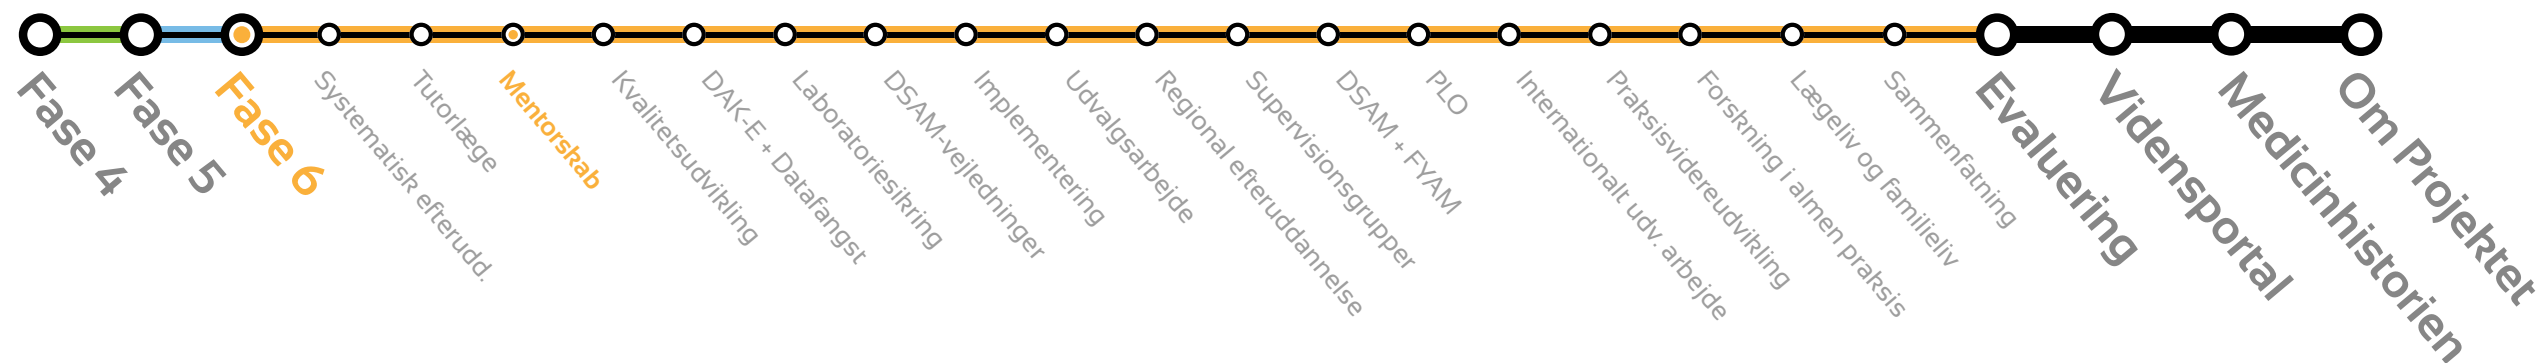 Fase 4
Fase 5
Fase 6
Systematisk efterudd.
Tutorlæge
Mentorskab
Kvalitetsudvikling
DAK-E + Datafangst
Laboratoriesikring
DSAM-vejledninger
Implementering
Udvalgsarbejde
Regional efteruddannelse
Supervisionsgrupper
DSAM + FYAM
PLO
Internationalt udv. arbejde
Praksisvidereudvikling
Forskning i almen praksis
Lægeliv og familieliv
Sammenfatning
Evaluering
Vidensportal
Medicinhistorien
Om Projektet